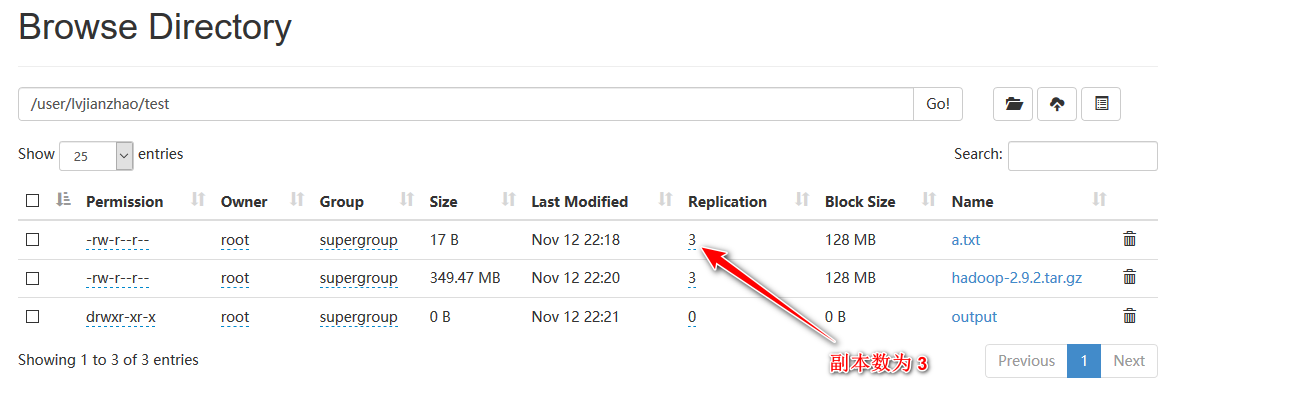 Browse Directory
/user/lvjianzhao/test Go!
Show 25 entries Search:
Permission Owner Group Size Last Modified Replication Block Size Name
-rw-r--r-- root supergroup 17 B Nov 12 22:18 3 128 MB a.txt
-rw-r--r-- root supergroup 349.47 MB Nov 12 22:20 3 128 MB hadoop-2.9.2.tar.gz
drwxr-xr-x root supergroup 0 B Nov 12 22:21 0 0 B output
Showing 1 to 3 of 3 entries Previous 1 Next
副本数为 3